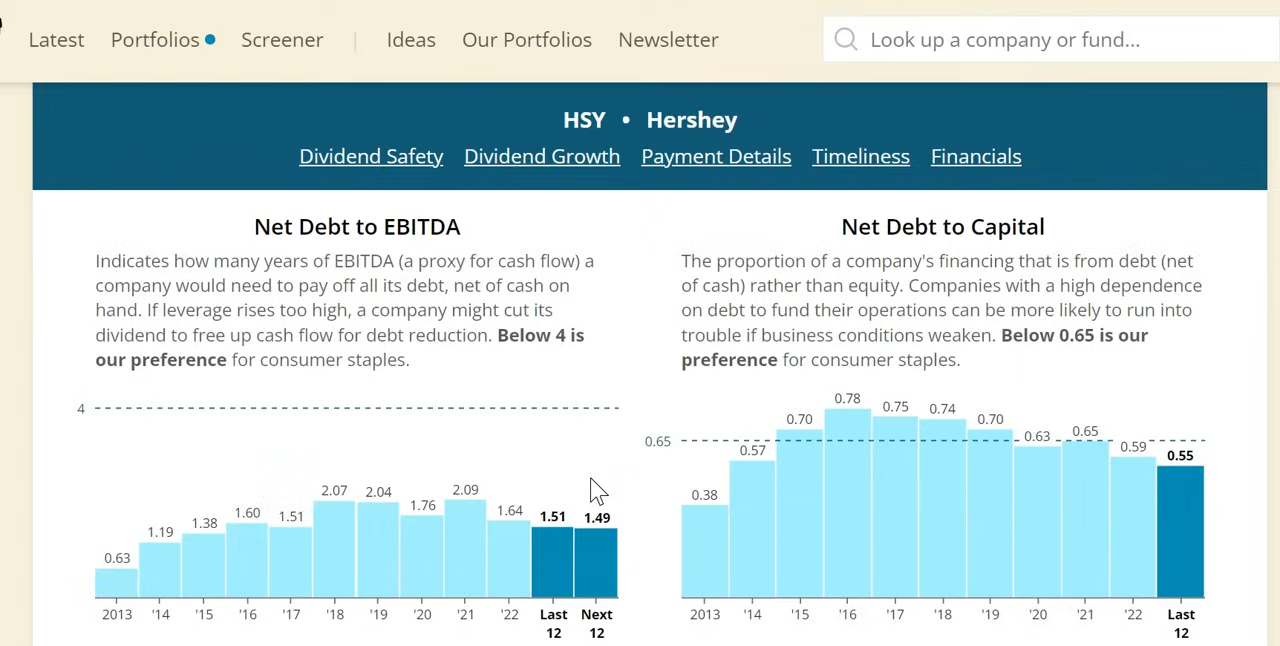 Latest Portfolios Screener | Ideas Our Portfolios Newsletter Look up a company or fund...
HSY • Hershey
Dividend Safety Dividend Growth Payment Details Timeliness Financials
Net Debt to EBITDA
Indicates how many years of EBITDA (a proxy for cash flow) a
company would need to pay off all its debt, net of cash on
hand. If leverage rises too high, a company might cut its
dividend to free up cash flow for debt reduction. Below 4 is
our preference for consumer staples.
4
0.63 1.19 1.38 1.60 1.51 2.07 2.04 1.76 2.09 1.64 1.51 1.49
2013 '14 '15 '16 '17 '18 '19 '20 '21 '22 Last Next
12 12
Net Debt to Capital
The proportion of a company's financing that is from debt (net
of cash) rather than equity. Companies with a high dependence
on debt to fund their operations can be more likely to run into
trouble if business conditions weaken. Below 0.65 is our
preference for consumer staples.
0.65
0.38 0.57 0.70 0.78 0.75 0.74 0.70 0.63 0.65 0.59 0.55
2013 '14 '15 '16 '17 '18 '19 '20 '21 '22 Last
12